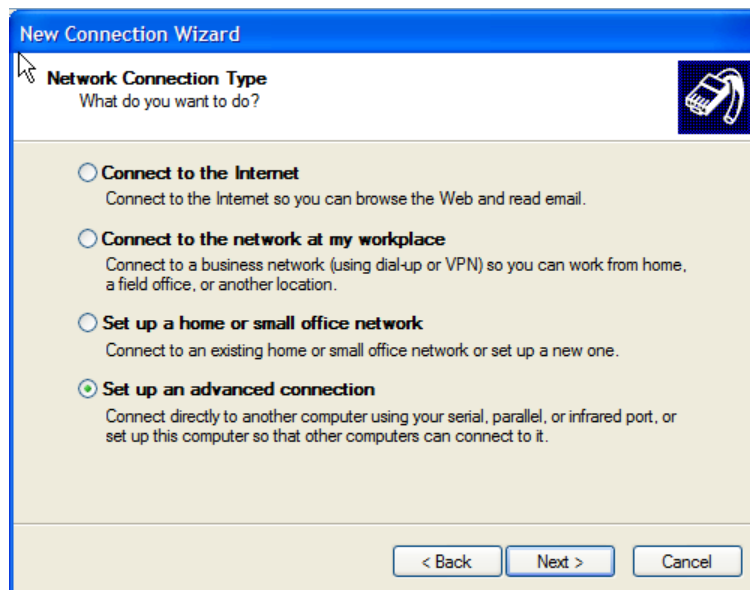 New Connection Wizard
Network Connection Type
What do you want to do?
Connect to the Internet
Connect to the Internet so you can browse the Web and read email.
Connect to the network at my workplace
Connect to a business network (using dial-up or VPN) so you can work from home,
a field office, or another location.
Set up a home or small office network
Connect to an existing home or small office network or set up a new one.
Set up an advanced connection
Connect directly to another computer using your serial, parallel, or infrared port, or
set up this computer so that other computers can connect to it.
< Back Next > Cancel